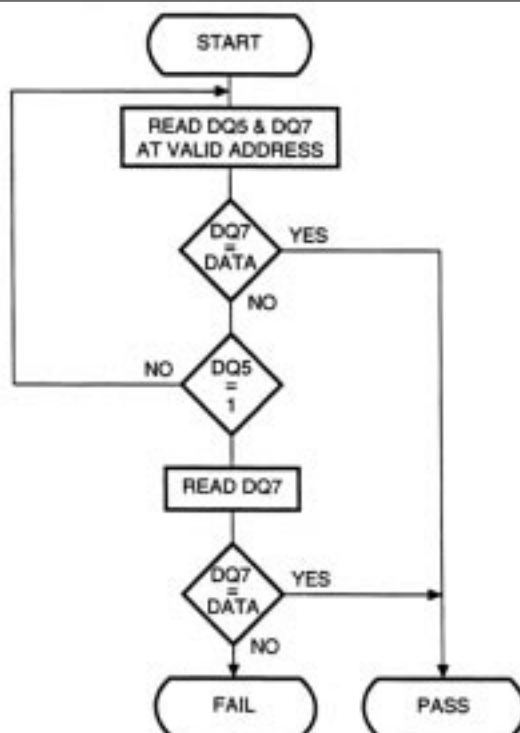 START
READ DQ5 & DQ7
AT VALID ADDRESS
DQ7
=
DATA
YES
NO
NO
DQ5
=
1
READ DQ7
DQ7
=
DATA
YES
NO
FAIL
PASS